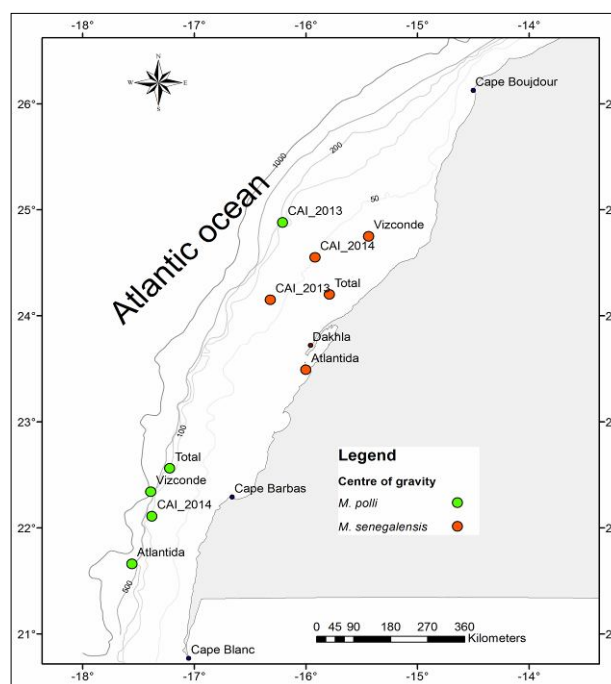 -18° -17° -16° -15° -14°
N
W E
S
26°
Cape Boujdour
1000
200
25°
CAI_2013
50
Vizconde
CAI_2014
Atlantic ocean
CAI_2013
Total
24°
Dakhla
Atlantida
23°
100
Total
Vizconde
Cape Barbas
Legend
Centre of gravity
M. polli
M. senegalensis
22°
CAI_2014
Atlantida
500
0 45 90 180 270 360
Kilometers
21°
Cape Blanc
-18° -17° -16° -15° -14°